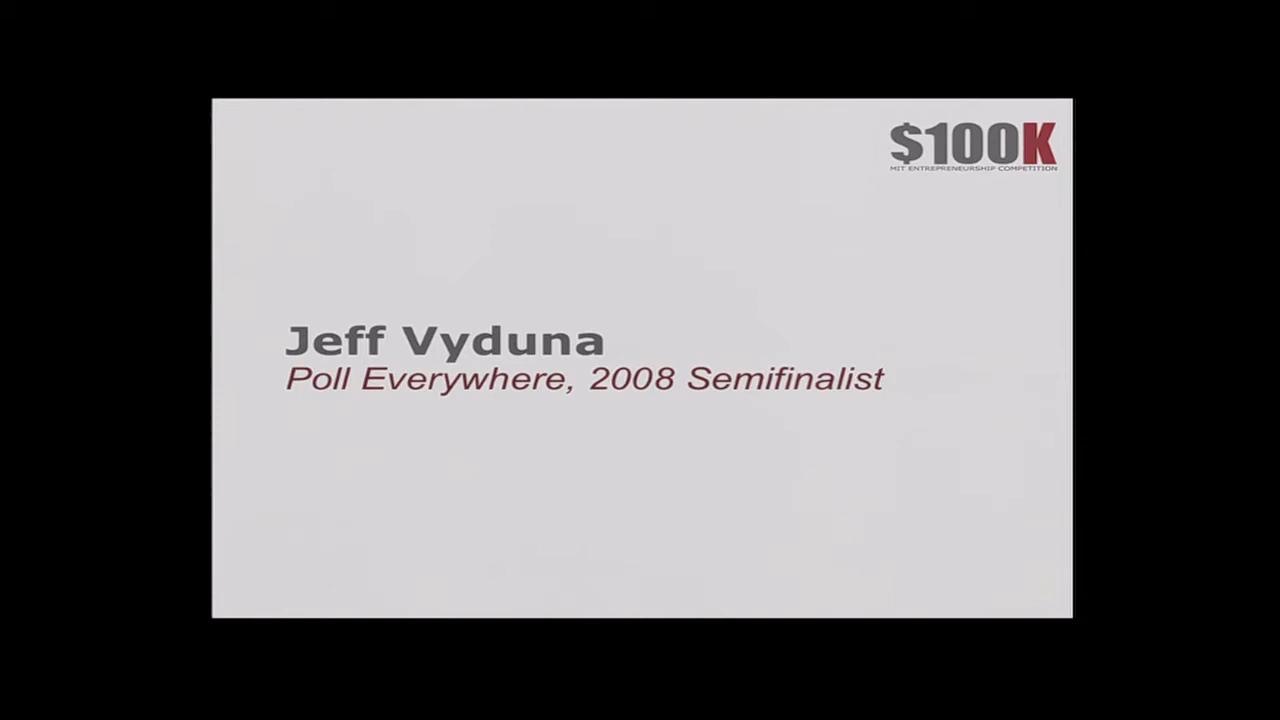 $100K
MIT ENTREPRENEURSHIP COMPETITION
Jeff Vyduna
Poll Everywhere, 2008 Semifinalist